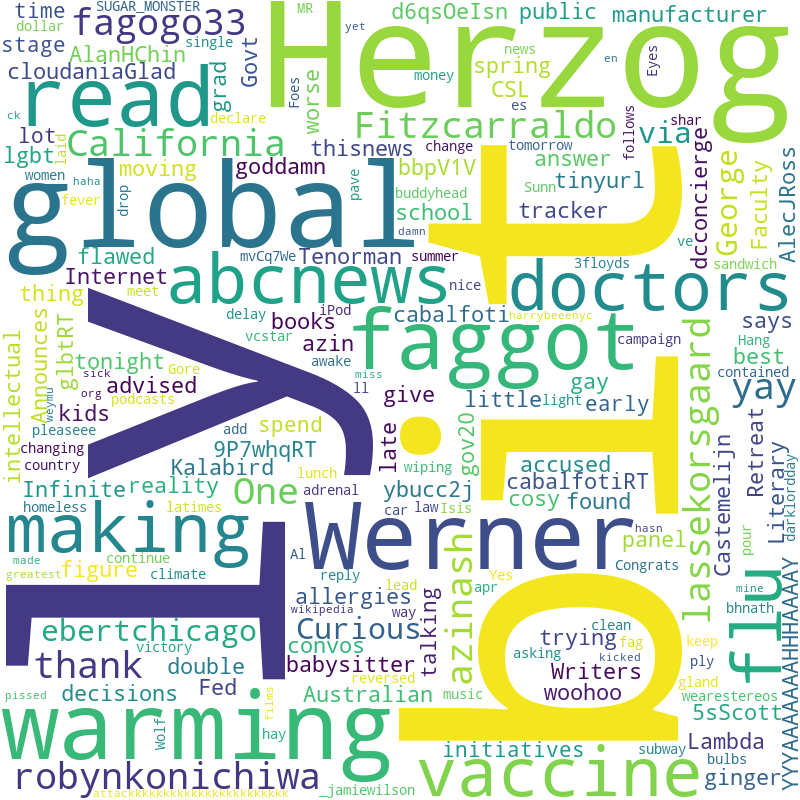 SUGAR_MONSTER
MR
d6qsOeIsn
public
manufacturer
time
fagogo33
Herzog
dollar
single
yet
news
en
stage
AlanHChin
Govt
Eyes
cloudaniaGlad
grad
Foes
worse
money
spring
CSL
es
read
declare
Fitzcarraldo
via
shar
ck
lot
laid
California
thisnews
change
tomorrow
follows
lgbt
moving
goddamn
bbpV1V
answer
women
haha
drop
pave
buddyhead
Sunn
tinyurl
dcconcierge
George
Faculty
AlecJRoss
fever
global
school
tracker
damn
bit
ly
flawed
mvCq7We
Tenorman
summer
ve
3floyds
sandwich
Internet
abcnews
nice
doctors
thing
meet
delay
iPod
cabalfoti
harrybeeenyc
intellectual
Announces
glbtRT
vcstar
books
azin
faggot
campaign
says
Hang
tonight
Gore
awake
miss
best
sick
advised
org
ll
gay
contained
weymu
podcasts
give
little
light
early
yay
kids
pleaseee
add
spend
late
lassekorsgaard
changing
9P7whqRT
gov20
country
Kalabird
lunch
wiping
accused
Retreat
Literary
darklordday
Infinite
reality
One
adrenal
ybucc2j
cabalfotiRT
cosy
found
Castemelijn
homeless
latimes
car
law
Isis
making
Werner
hasn
panel
pour
made
continue
Al
azinash
Congrats
YYYYAAAAAAAAHHHAAAAAY
greatest
figure
climate
reply
lead
Yes
flu
allergies
way
apr
mine
wikipedia
clean
bhnath
ebertchicago
Curious
talking
trying
fag
keep
victory
convos
asking
kicked
ply
thank
double
babysitter
Writers
gland
reversed
woohoo
wearestereos
pissed
decisions
Fed
films
Australian
music
5sScott
warming
Wolf
hay
initiatives
subway
Lambda
bulbs
robynkonichiwa
vaccine
ginger
attackkkkkkkkkkkkkkkkkkkkkkk
_jamiewilson